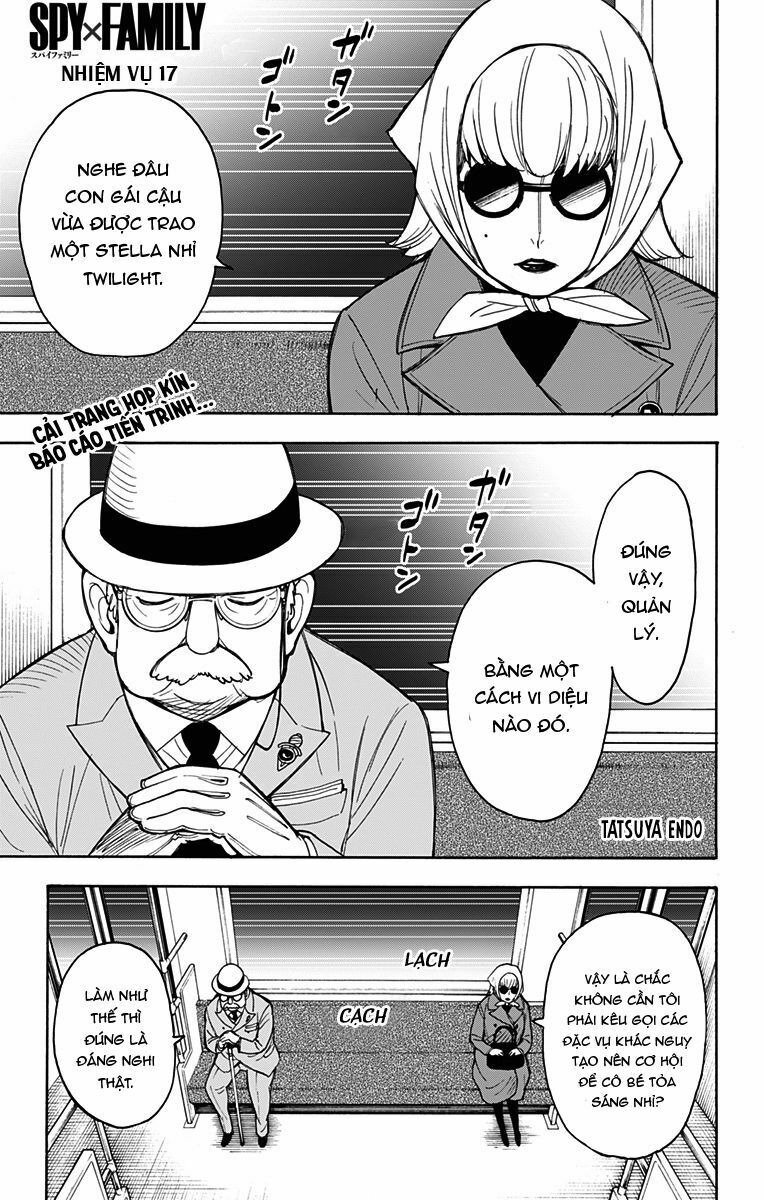 SPY×FAMILY
スパイファミリー
NHIỆM VỤ 17
ガタン
ゴトン
NGHE ĐÂU
CON GÁI CẬU
VỪA ĐƯỢC TRAO
MỘT STELLA NHỈ
TWILIGHT.
CẢI TRANG HỌP KÍN.
BÁO CÁO TIẾN TRÌNH...
ガタン
ゴトン
ĐÚNG
VẬY,
QUẢN
LÝ.
BẰNG MỘT
CÁCH VI DIỆU
NÀO ĐÓ.
TATSUYA ENDO
LẠCH
CẠCH
VẬY LÀ CHẮC
KHÔNG CẦN TÔI
PHẢI KÊU GỌI CÁC
ĐẶC VỤ KHÁC NGUY
TẠO NÊN CƠ HỘI
ĐỂ CÔ BÉ TỎA
SÁNG NHỈ?
LÀM NHƯ
THẾ THÌ
ĐÚNG LÀ
ĐÁNG NGHI
THẬT.